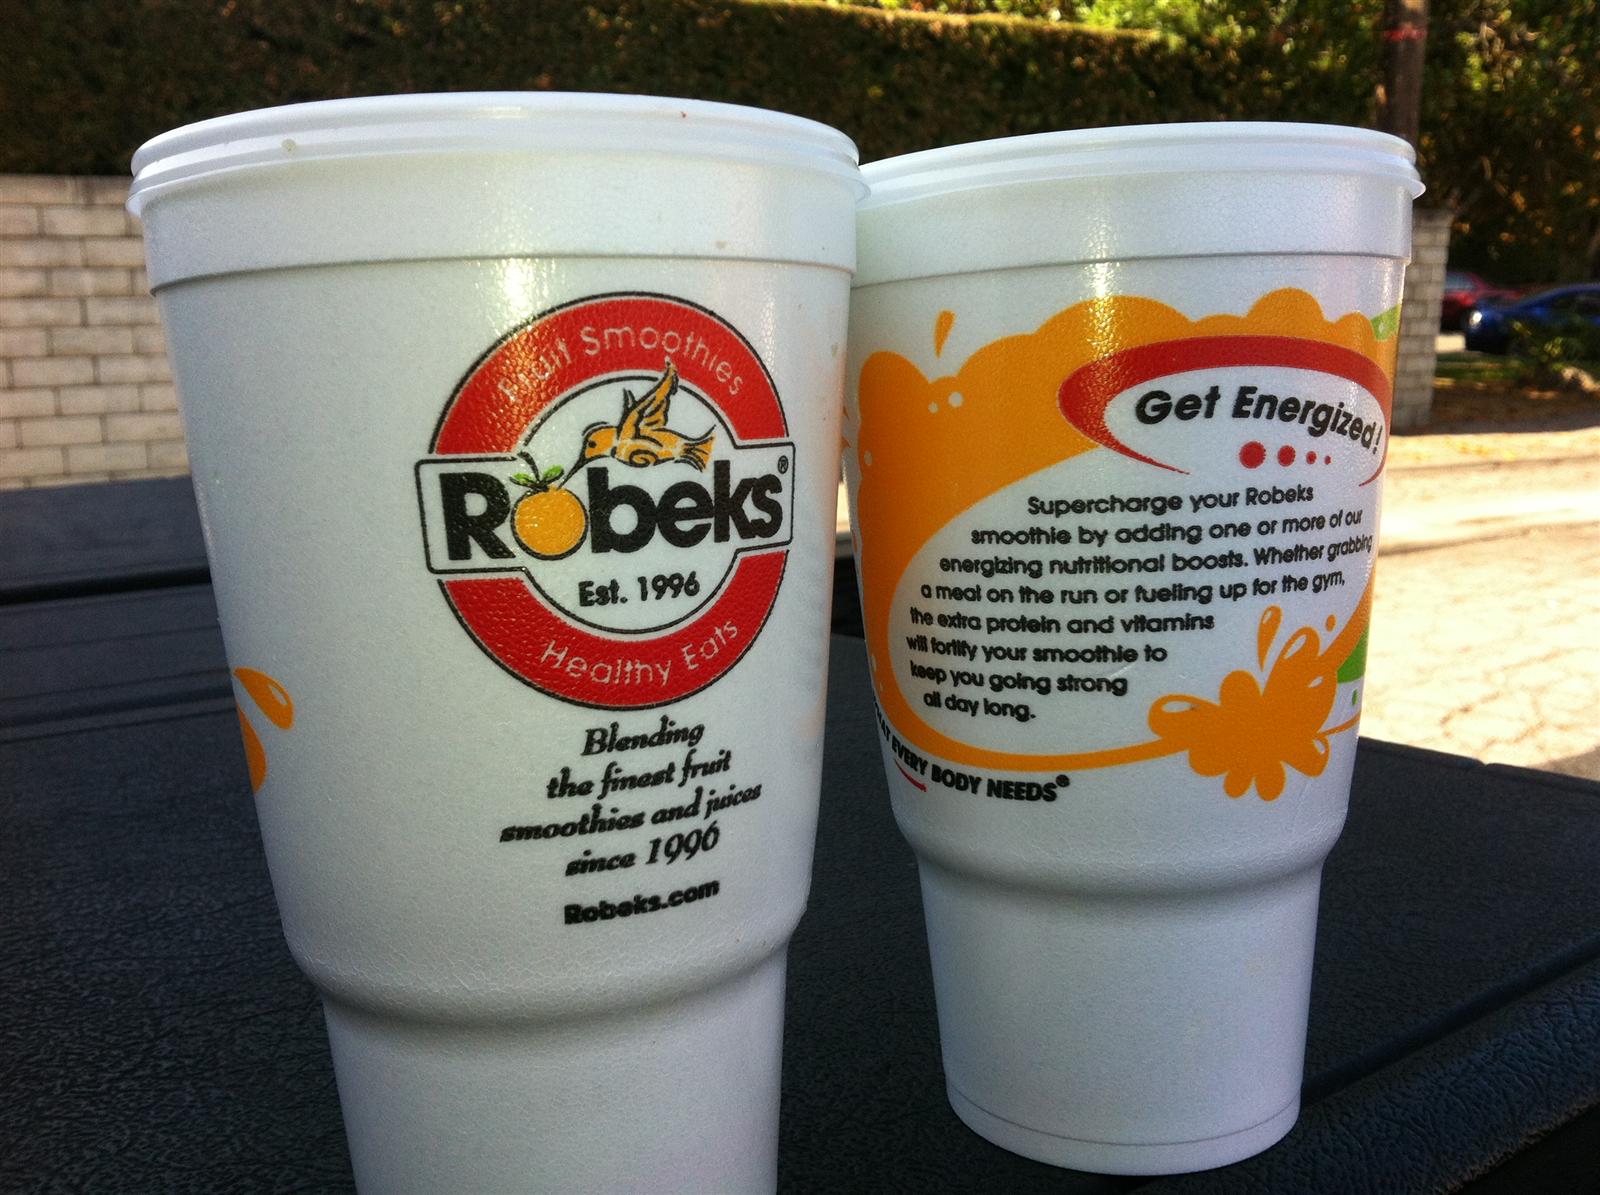 Fruit Smoothies
Robeks®
Est. 1996
Healthy Eats
Blending
the finest fruit
smoothies and juices
since 1996
Robeks.com
Get Energized!
Supercharge your Robeks
smoothie by adding one or more of our
energizing nutritional boosts. Whether grabbing
a meal on the run or fueling up for the gym,
the extra protein and vitamins
will fortify your smoothie to
keep you going strong
all day long.
EVERY BODY NEEDS®